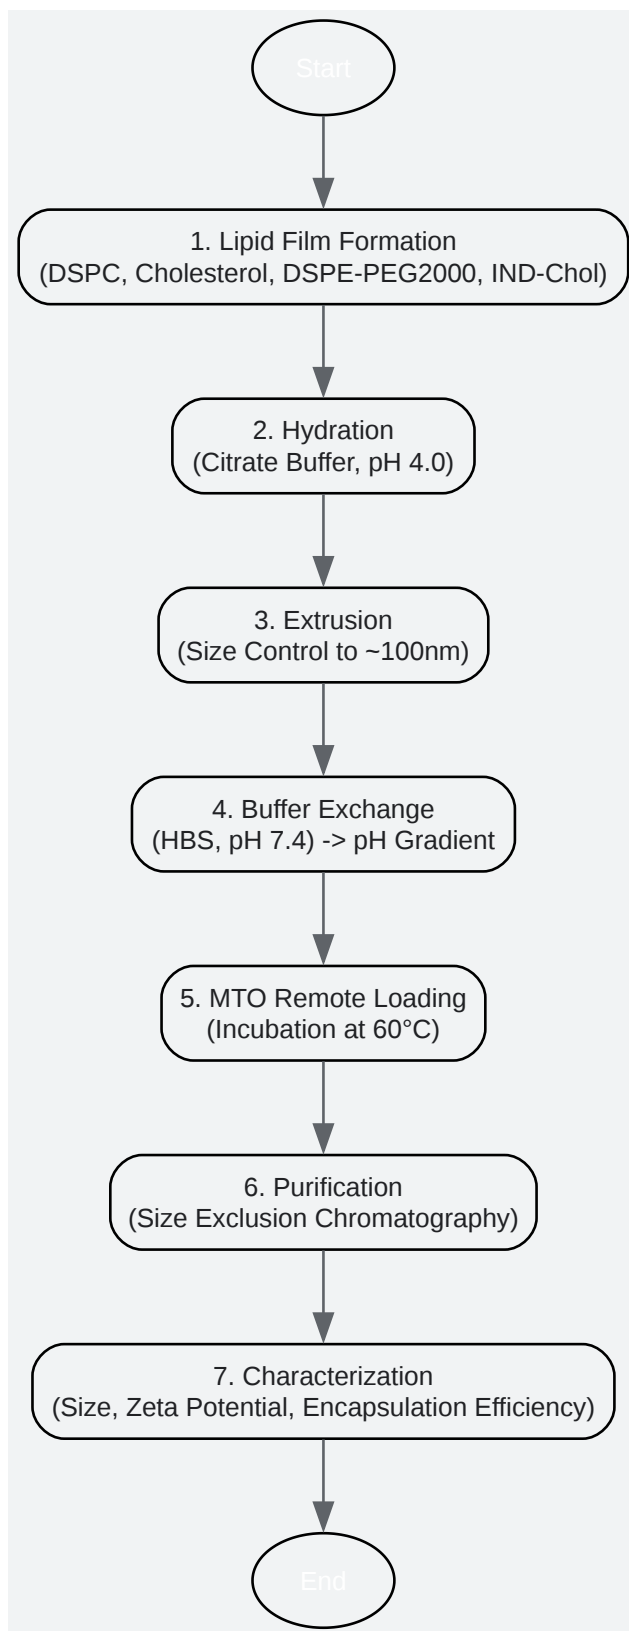 Start
1. Lipid Film Formation
(DSPC, Cholesterol, DSPE-PEG2000, IND-Chol)
2. Hydration
(Citrate Buffer, pH 4.0)
3. Extrusion
(Size Control to ~100nm)
4. Buffer Exchange
(HBS, pH 7.4) -> pH Gradient
5. MTO Remote Loading
(Incubation at 60°C)
6. Purification
(Size Exclusion Chromatography)
7. Characterization
(Size, Zeta Potential, Encapsulation Efficiency)
End